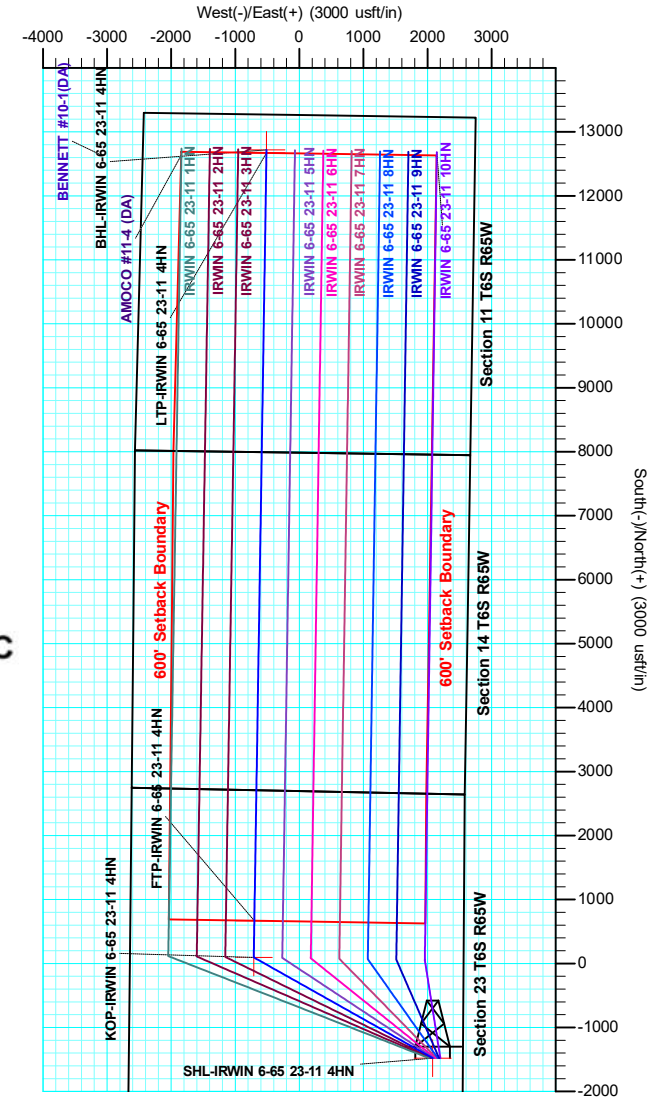 West(-)/East(+) (3000 usft/in)
-4000 -3000 -2000 -1000 0 1000 2000 3000
BENNETT #10-1(DA)
BHL-IRWIN 6-65 23-11 4HN
AMOCO #11-4 (DA)
LTP-IRWIN 6-65 23-11 4HN
IRWIN 6-65 23-11 1HN
IRWIN 6-65 23-11 2HN
IRWIN 6-65 23-11 3HN
IRWIN 6-65 23-11 5HN
IRWIN 6-65 23-11 6HN
IRWIN 6-65 23-11 7HN
IRWIN 6-65 23-11 8HN
IRWIN 6-65 23-11 9HN
IRWIN 6-65 23-11 10HN
Section 11 T6S R65W
13000
12000
11000
10000
9000
8000
7000
6000
5000
4000
3000
2000
1000
0
-1000
-2000
South(-)/North(+) (3000 usft/in)
600' Setback Boundary
600' Setback Boundary
Section 14 T6S R65W
C
FTP-IRWIN 6-65 23-11 4HN
KOP-IRWIN 6-65 23-11 4HN
Section 23 T6S R65W
SHL-IRWIN 6-65 23-11 4HN